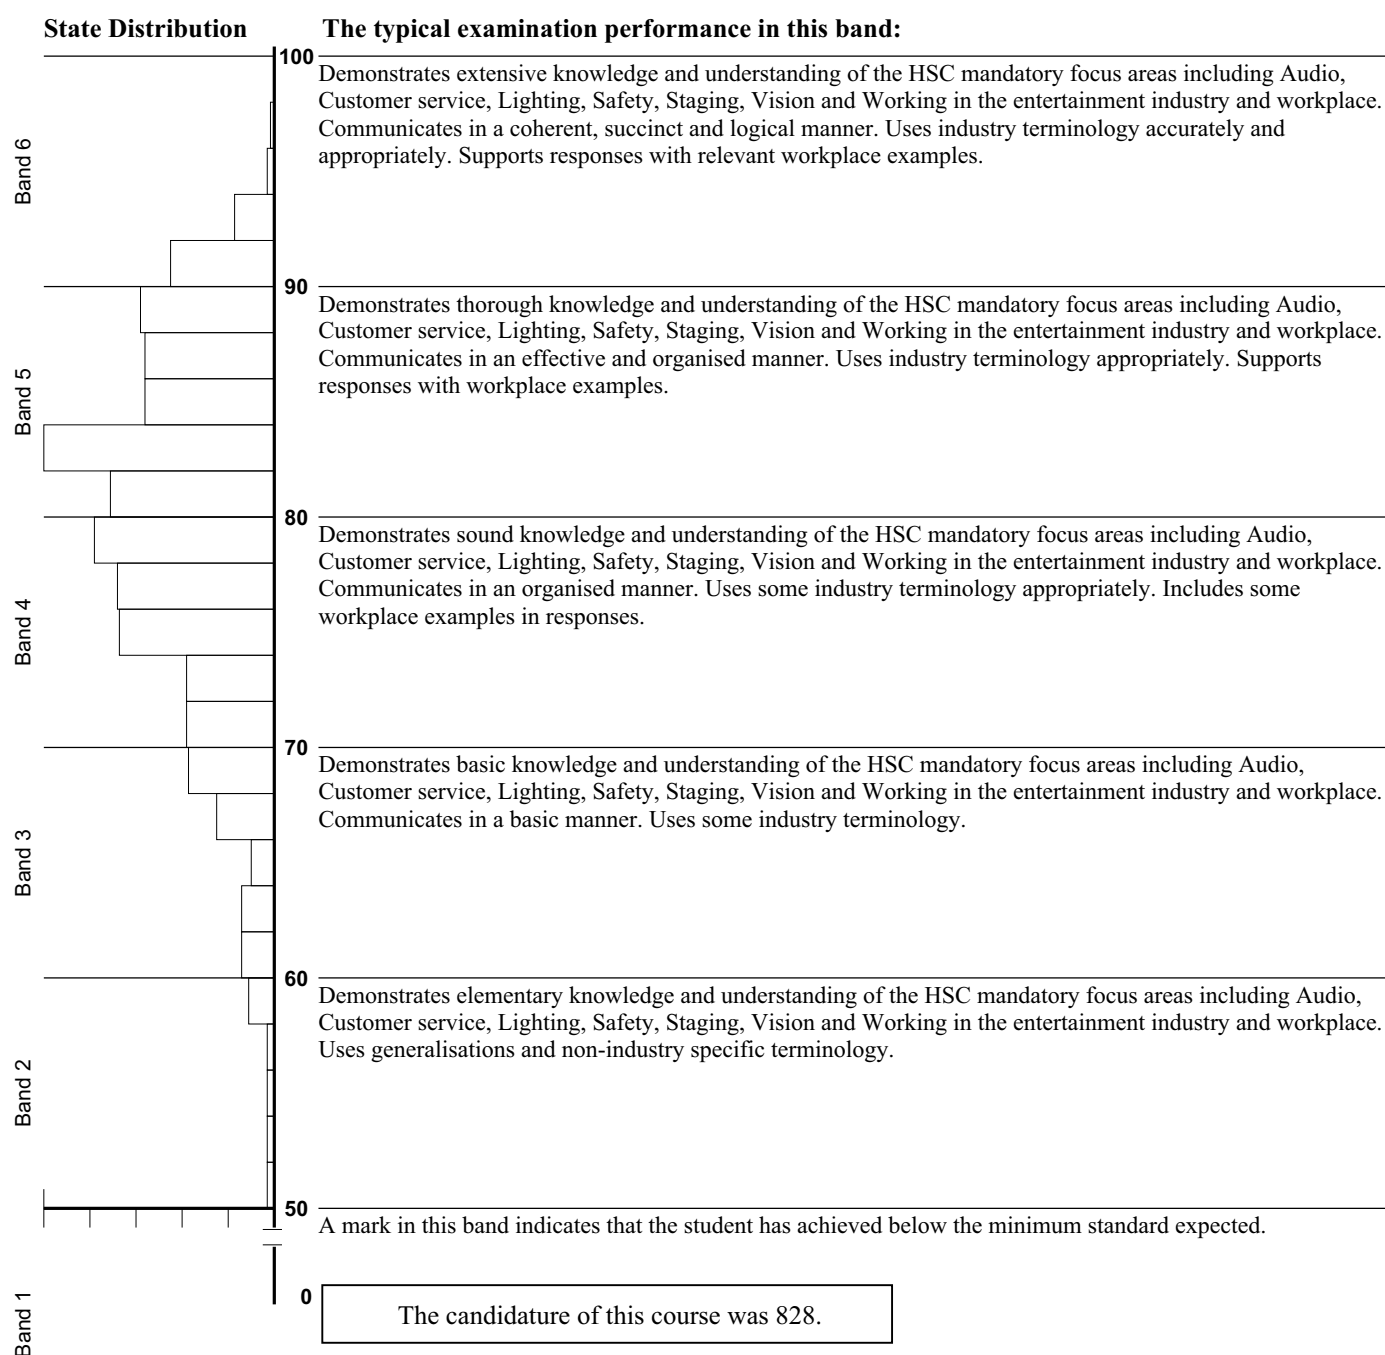 State Distribution
The typical examination performance in this band:
100
Band 6
Demonstrates extensive knowledge and understanding of the HSC mandatory focus areas including Audio,
Customer service, Lighting, Safety, Staging, Vision and Working in the entertainment industry and workplace.
Communicates in a coherent, succinct and logical manner. Uses industry terminology accurately and
appropriately. Supports responses with relevant workplace examples.
90
Band 5
Demonstrates thorough knowledge and understanding of the HSC mandatory focus areas including Audio,
Customer service, Lighting, Safety, Staging, Vision and Working in the entertainment industry and workplace.
Communicates in an effective and organised manner. Uses industry terminology appropriately. Supports
responses with workplace examples.
80
Band 4
Demonstrates sound knowledge and understanding of the HSC mandatory focus areas including Audio,
Customer service, Lighting, Safety, Staging, Vision and Working in the entertainment industry and workplace.
Communicates in an organised manner. Uses some industry terminology appropriately. Includes some
workplace examples in responses.
70
Band 3
Demonstrates basic knowledge and understanding of the HSC mandatory focus areas including Audio,
Customer service, Lighting, Safety, Staging, Vision and Working in the entertainment industry and workplace.
Communicates in a basic manner. Uses some industry terminology.
60
Band 2
Demonstrates elementary knowledge and understanding of the HSC mandatory focus areas including Audio,
Customer service, Lighting, Safety, Staging, Vision and Working in the entertainment industry and workplace.
Uses generalisations and non-industry specific terminology.
50
Band 1
A mark in this band indicates that the student has achieved below the minimum standard expected.
0
The candidature of this course was 828.